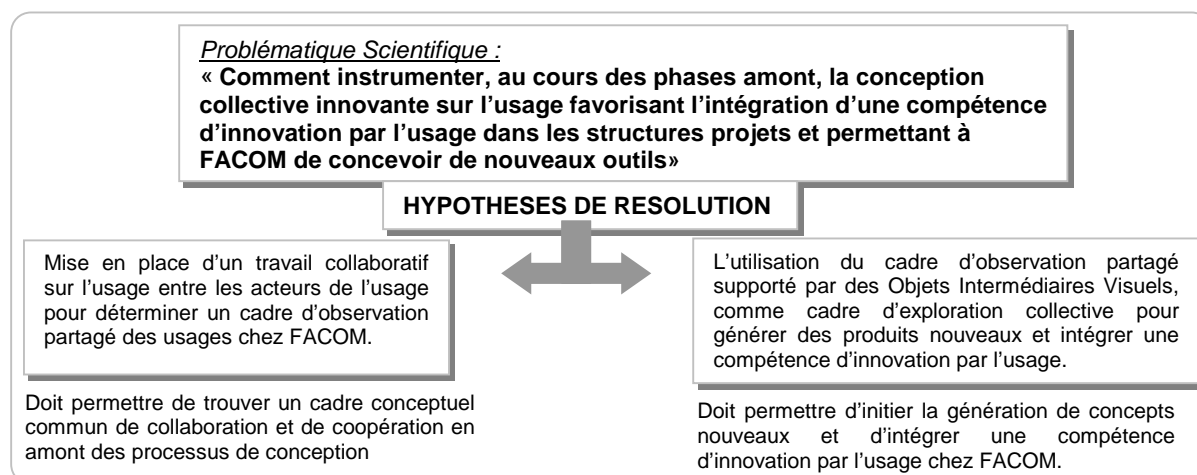 Problématique Scientifique :
« Comment instrumenter, au cours des phases amont, la conception
collective innovante sur l'usage favorisant l'intégration d'une compétence
d'innovation par l'usage dans les structures projets et permettant à
FACOM de concevoir de nouveaux outils»
HYPOTHESES DE RESOLUTION
Mise en place d'un travail collaboratif
sur l'usage entre les acteurs de l'usage
pour déterminer un cadre d'observation
partagé des usages chez FACOM.
Doit permettre de trouver un cadre conceptuel
commun de collaboration et de coopération en
amont des processus de conception
L'utilisation du cadre d'observation partagé
supporté par des Objets Intermédiaires Visuels,
comme cadre d'exploration collective pour
générer des produits nouveaux et intégrer une
compétence d'innovation par l'usage.
Doit permettre d'initier la génération de concepts
nouveaux et d'intégrer une compétence
d'innovation par l'usage chez FACOM.